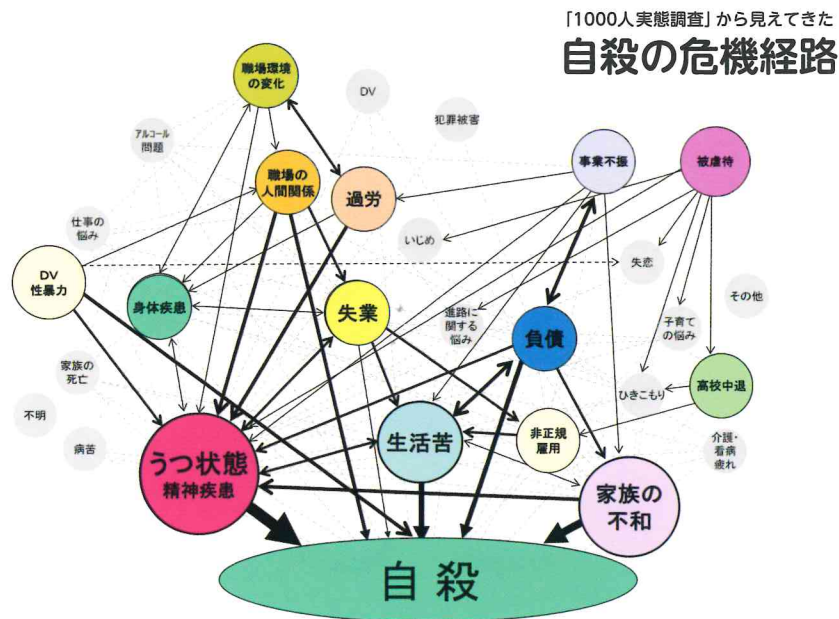 「1000人実態調査」から見えてきた
自殺の危機経路
職場環境
の変化
DV
犯罪被害
アルコール
問題
事業不振
被虐待
職場の
人間関係
過労
仕事の
悩み
いじめ
失恋
DV
性暴力
身体疾患
失業
進路に
関する
悩み
負債
子育て
の悩み
その他
家族の
死亡
ひきこもり
高校中退
不明
病苦
うつ状態
精神疾患
生活苦
非正規
雇用
介護・
看病
疲れ
家族の
不和
自殺